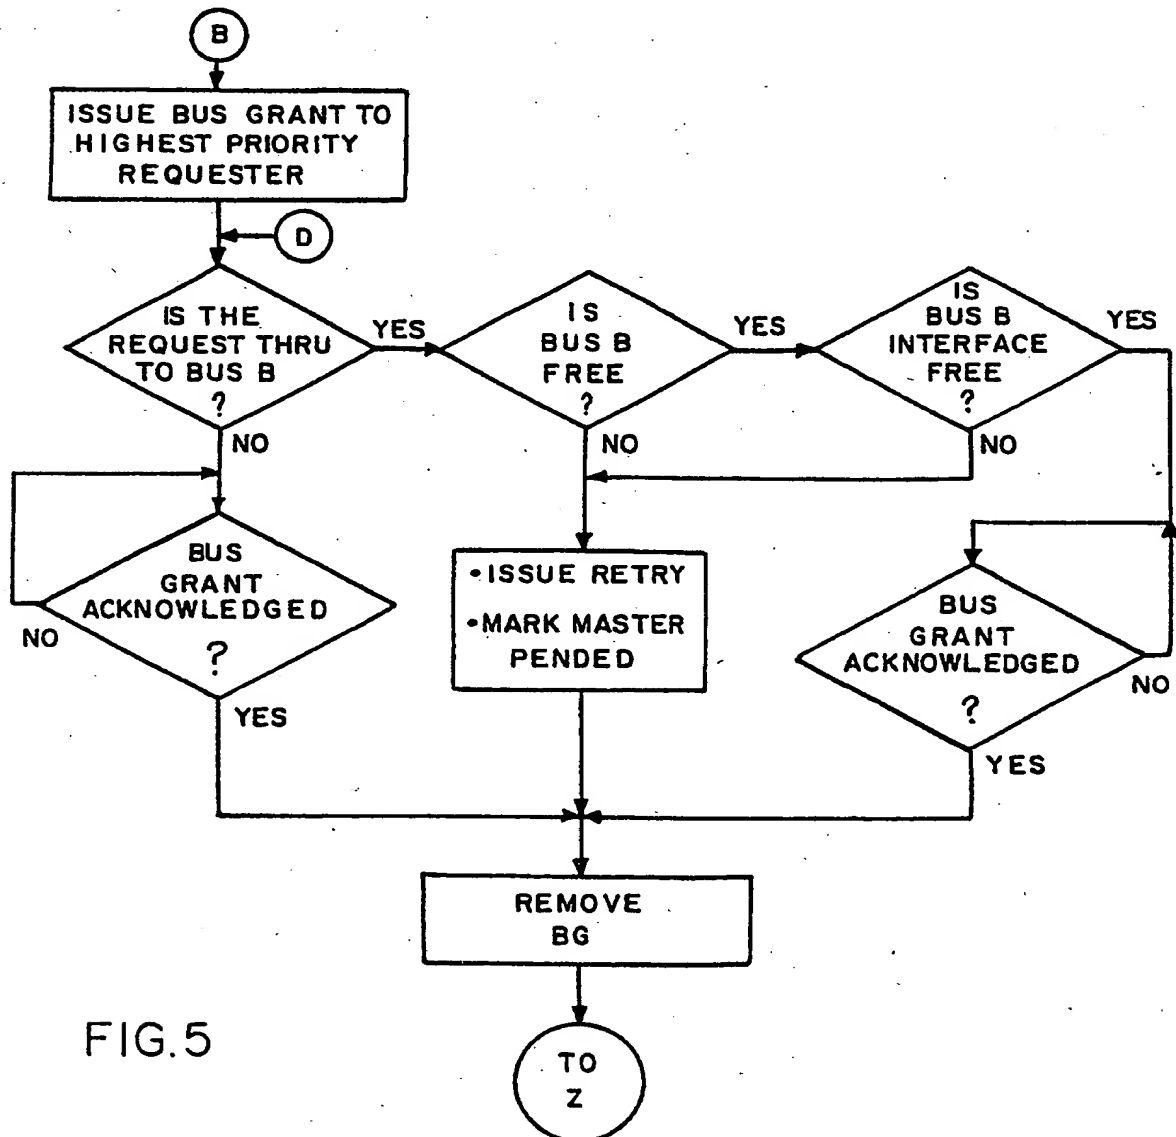 B
ISSUE BUS GRANT TO
HIGHEST PRIORITY
REQUESTER
D
IS THE
REQUEST THRU
TO BUS B
?
YES
NO
IS
BUS B
FREE
?
YES
NO
IS
BUS B
INTERFACE
FREE
?
YES
NO
BUS
GRANT
ACKNOWLEDGED
?
NO
YES
•ISSUE RETRY
•MARK MASTER
PENDED
BUS
GRANT
ACKNOWLEDGED
?
NO
YES
REMOVE
BG
TO
Z
FIG.5